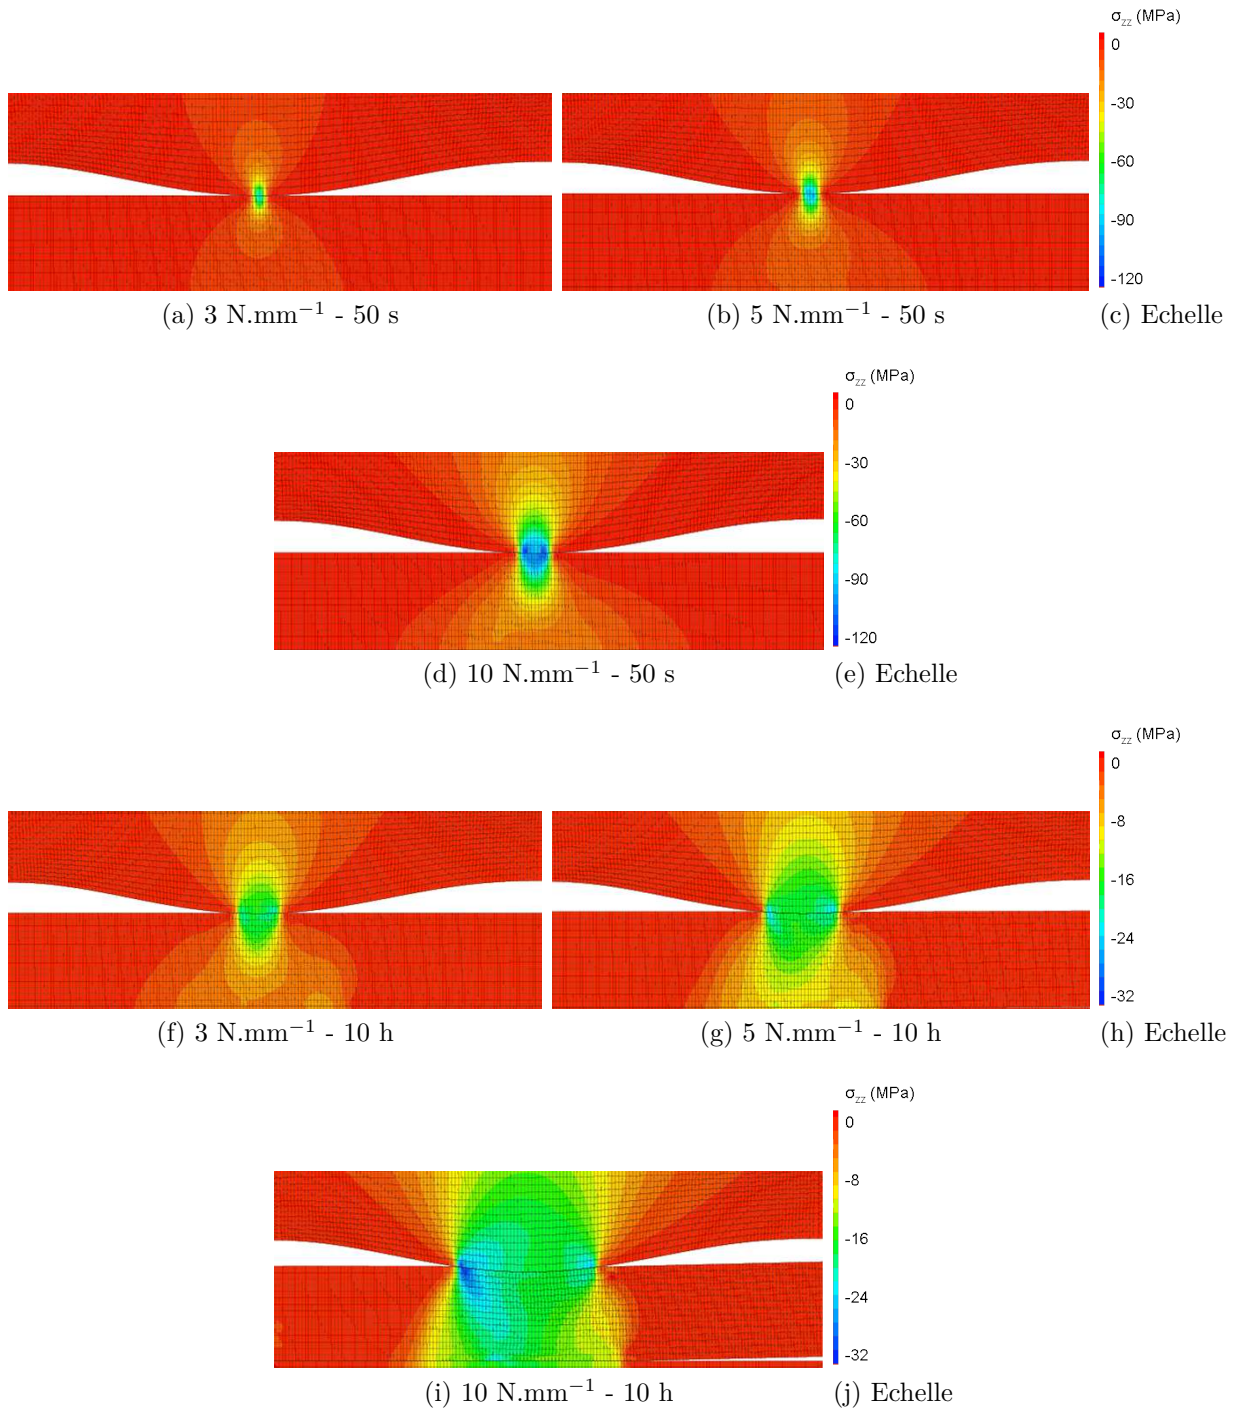 σzz (MPa)
0
-30
-60
-90
-120
(a) 3 N.mm⁻¹ - 50 s
(b) 5 N.mm⁻¹ - 50 s
(c) Echelle
σzz (MPa)
0
-30
-60
-90
-120
(d) 10 N.mm⁻¹ - 50 s
(e) Echelle
σzz (MPa)
0
-8
-16
-24
-32
(f) 3 N.mm⁻¹ - 10 h
(g) 5 N.mm⁻¹ - 10 h
(h) Echelle
σzz (MPa)
0
-8
-16
-24
-32
(i) 10 N.mm⁻¹ - 10 h
(j) Echelle